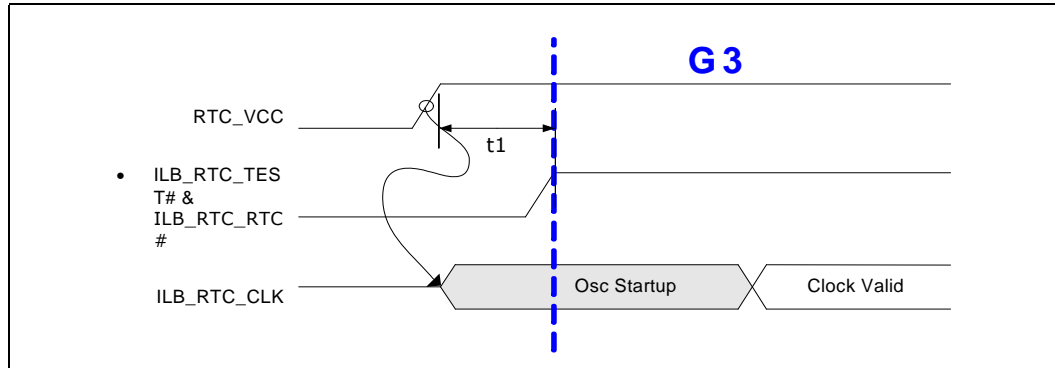 G3
RTC_VCC
t1
• ILB_RTC_TES
T# &
ILB_RTC_RTC
#
Osc Startup
Clock Valid
ILB_RTC_CLK